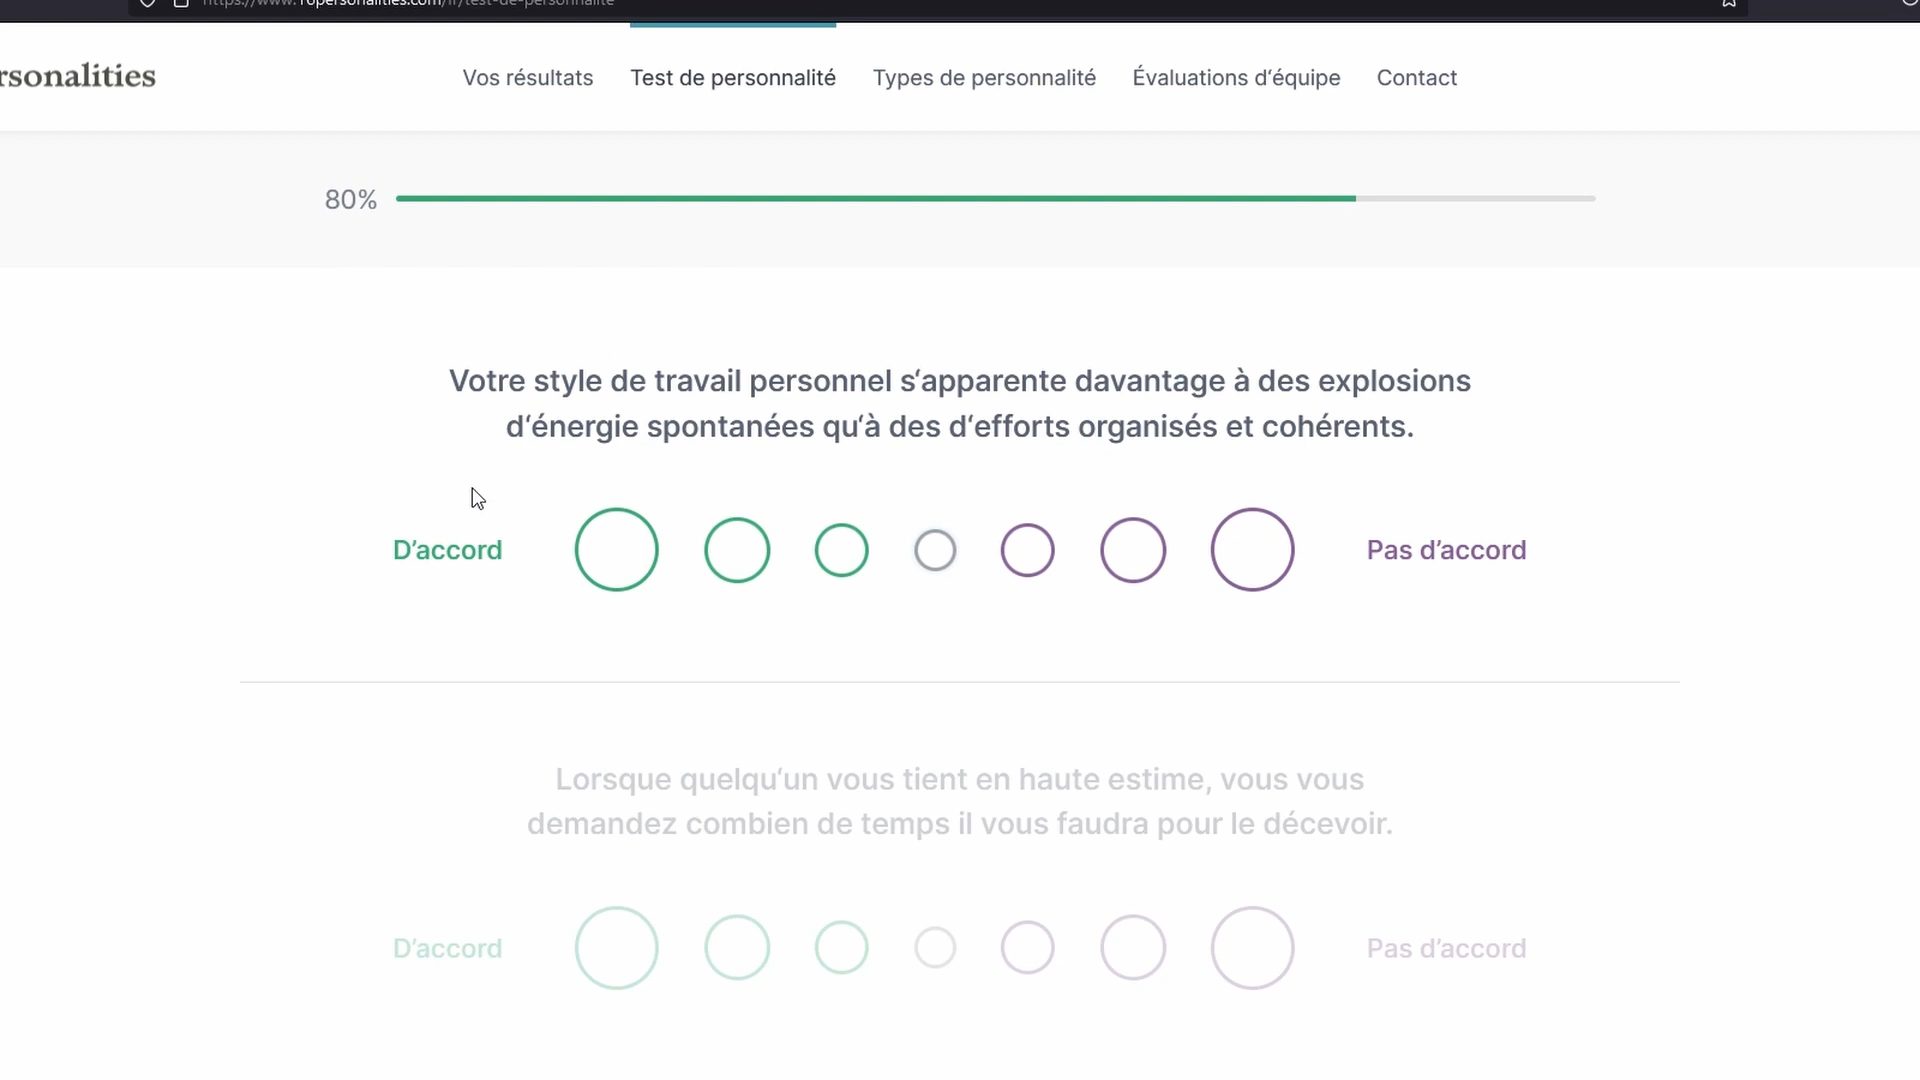 rsonalities
Vos résultats
Test de personnalité
Types de personnalité
Évaluations d‘équipe
Contact
80%
Votre style de travail personnel s‘apparente davantage à des explosions
d‘énergie spontanées qu‘à des d‘efforts organisés et cohérents.
D’accord
Pas d’accord
Lorsque quelqu‘un vous tient en haute estime, vous vous
demandez combien de temps il vous faudra pour le décevoir.
D’accord
Pas d’accord